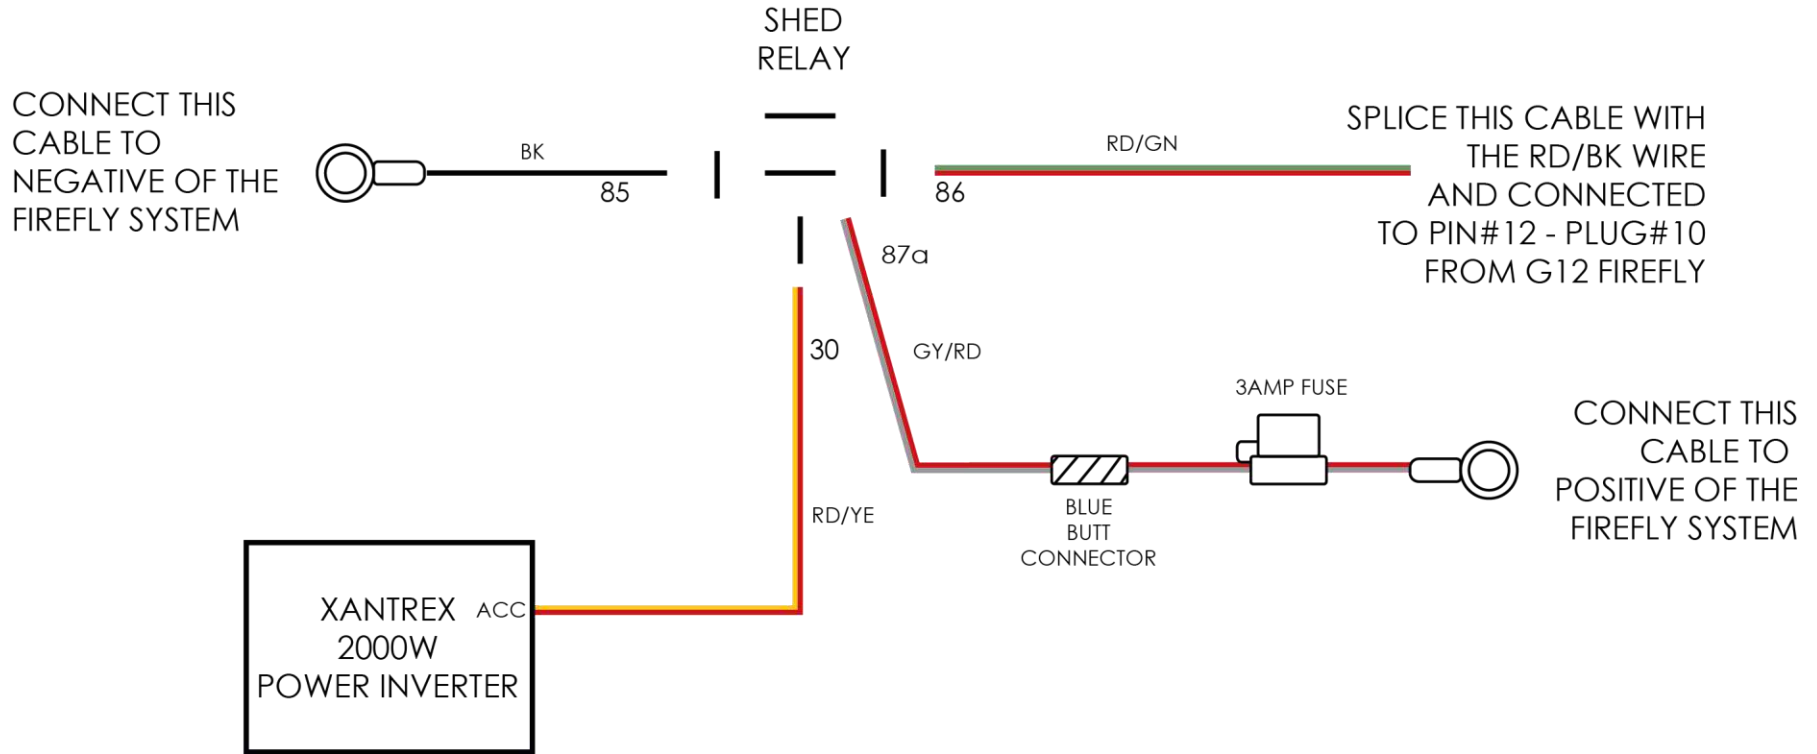 SHED
RELAY
CONNECT THIS
CABLE TO
NEGATIVE OF THE
FIREFLY SYSTEM
BK
85
RD/GN
86
SPLICE THIS CABLE WITH
THE RD/BK WIRE
AND CONNECTED
TO PIN#12 - PLUG#10
FROM G12 FIREFLY
87a
30
GY/RD
3AMP FUSE
BLUE
BUTT
CONNECTOR
CONNECT THIS
CABLE TO
POSITIVE OF THE
FIREFLY SYSTEM
RD/YE
XANTREX
2000W
POWER INVERTER
ACC